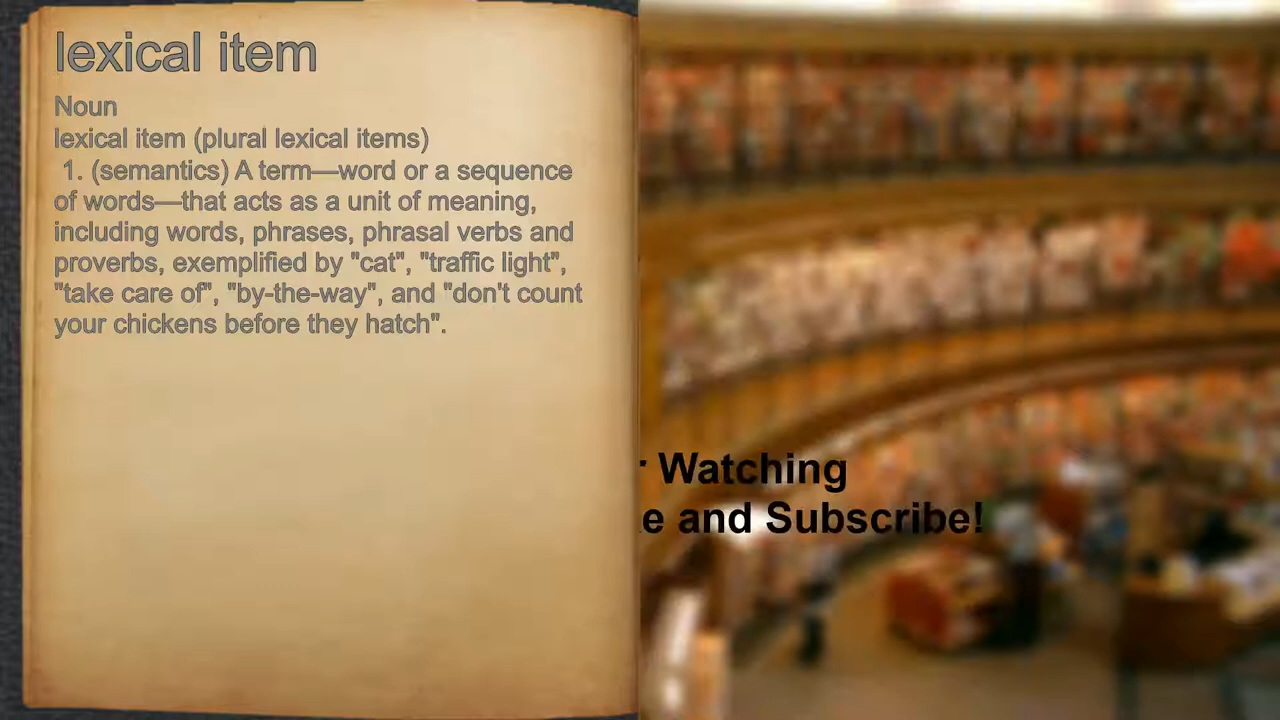 lexical item
Noun
lexical item (plural lexical items)
1. (semantics) A term—word or a sequence
of words—that acts as a unit of meaning,
including words, phrases, phrasal verbs and
proverbs, exemplified by "cat", "traffic light",
"take care of", "by-the-way", and "don't count
your chickens before they hatch".
Watching
and Subscribe!